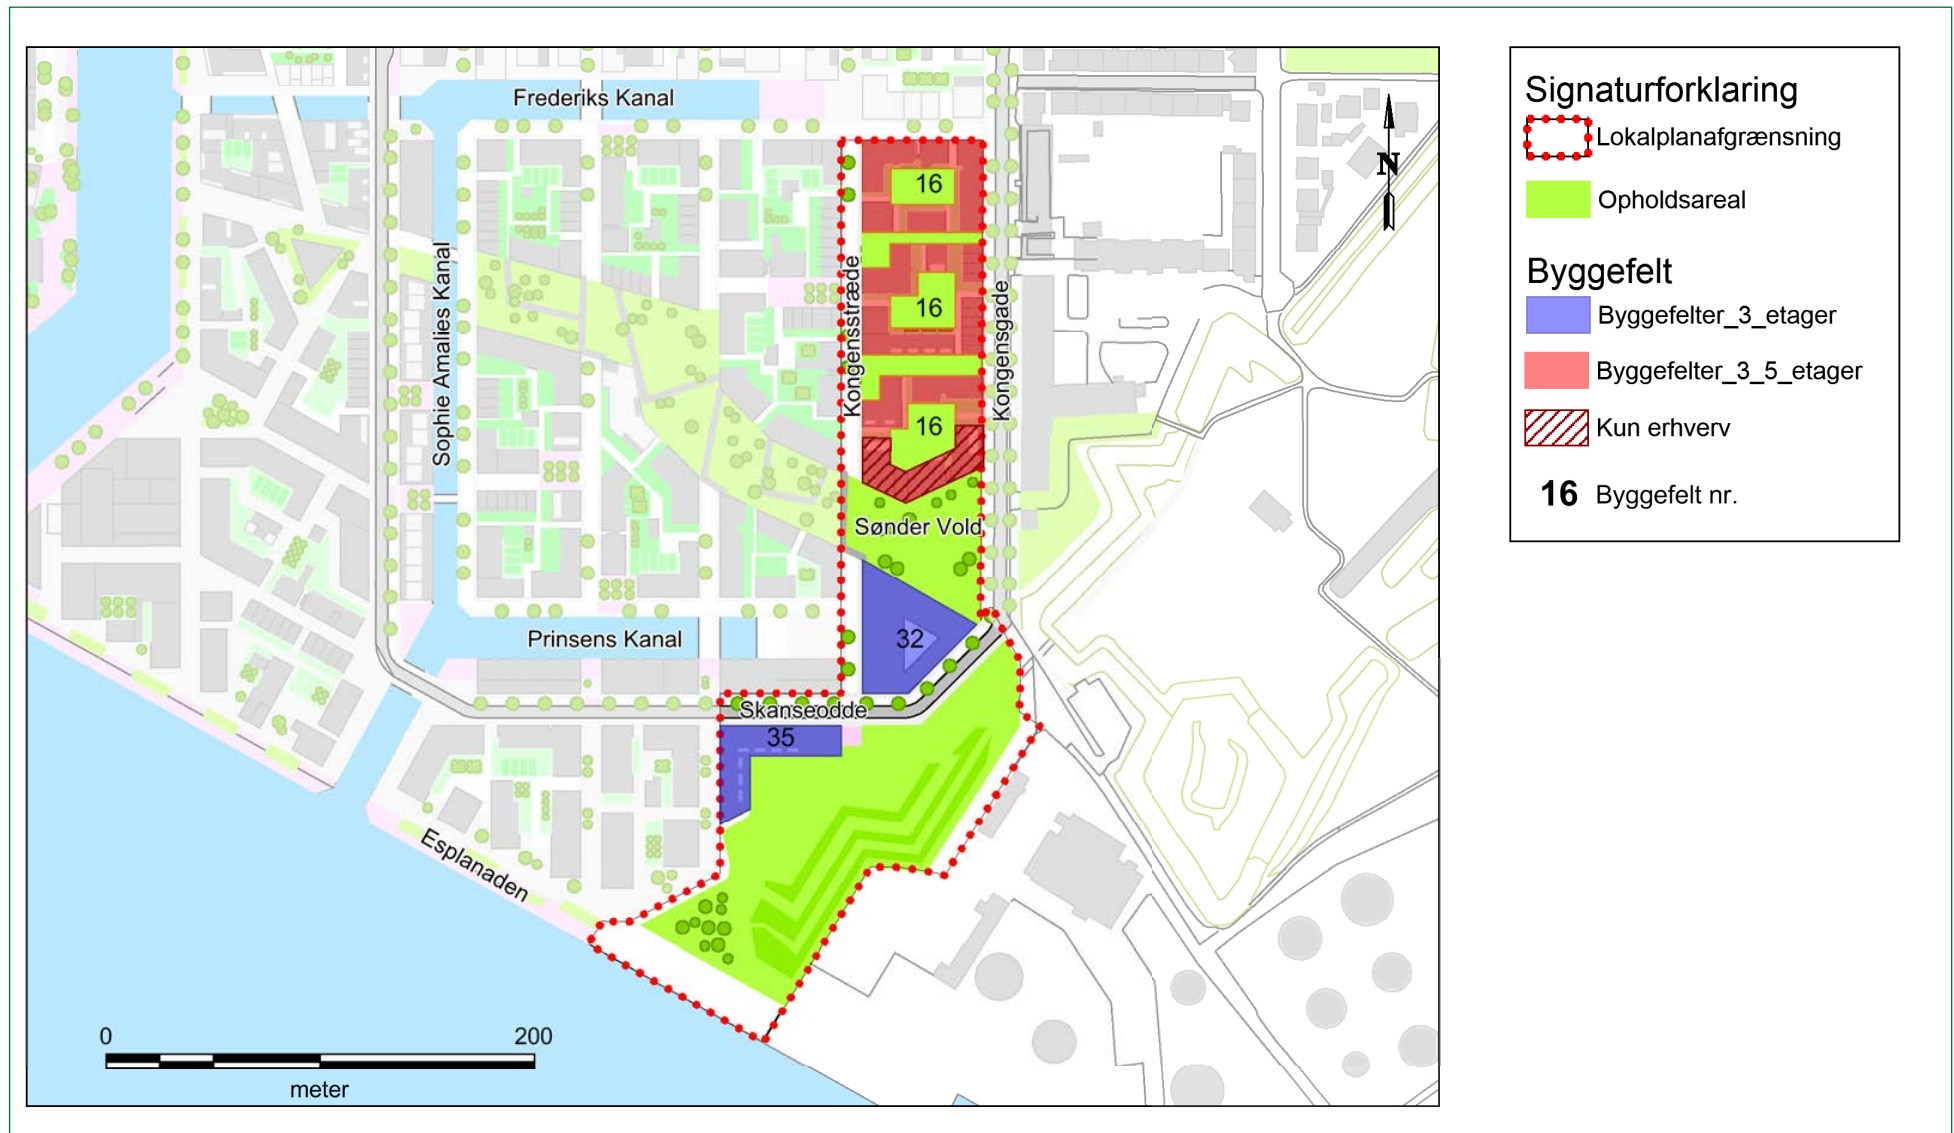 Frederiks Kanal
Sophie Amalies Kanal
Kongensstræde
Kongensgade
16
16
16
Sønder Vold
32
Prinsens Kanal
Skanseodde
35
Esplanaden
0 200
meter
N
Signaturforklaring
Lokalplanafgrænsning
Opholdsareal
Byggefelt
Byggefelter_3_etager
Byggefelter_3_5_etager
Kun erhverv
16 Byggefelt nr.